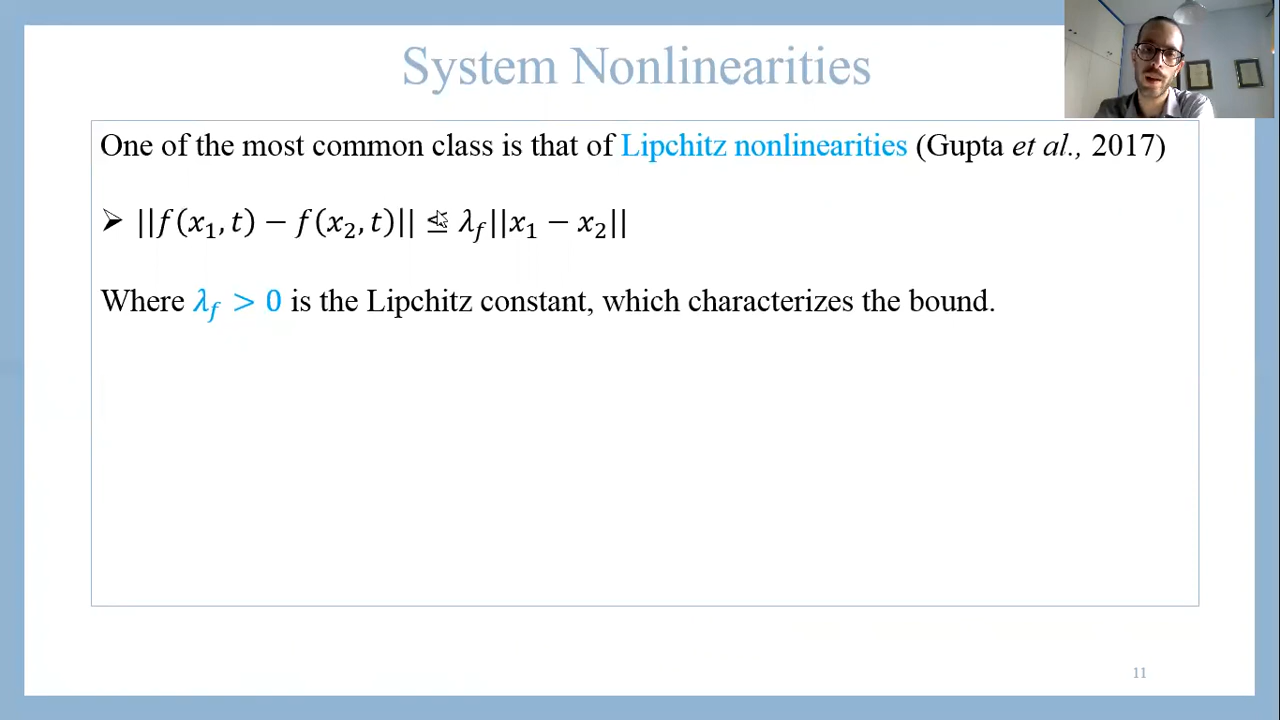 System Nonlinearities
One of the most common class is that of Lipchitz nonlinearities (Gupta et al., 2017)
➢ ||f(x₁, t) − f(x₂, t)|| ≤ λ_f||x₁ − x₂||
Where λ_f > 0 is the Lipchitz constant, which characterizes the bound.
11